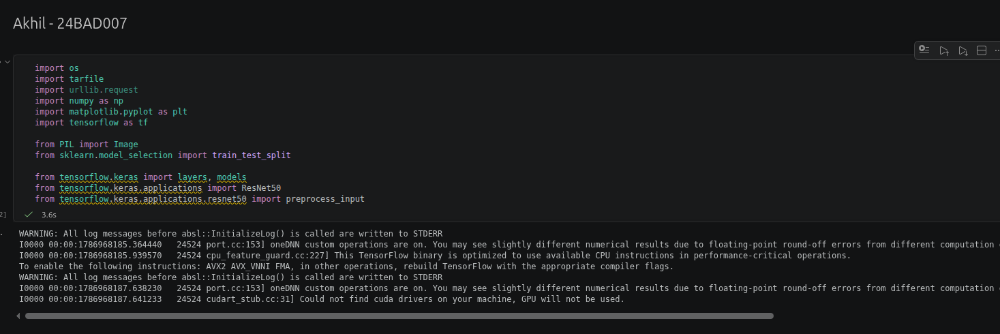 Akhil - 24BAD007
import os
import tarfile
import urllib.request
import numpy as np
import matplotlib.pyplot as plt
import tensorflow as tf
from PIL import Image
from sklearn.model_selection import train_test_split
from tensorflow.keras import layers, models
from tensorflow.keras.applications import ResNet50
from tensorflow.keras.applications.resnet50 import preprocess_input
2] 3.6s
WARNING: All log messages before absl::InitializeLog() is called are written to STDERR
I0000 00:00:1786968185.364440   24524 port.cc:153] oneDNN custom operations are on. You may see slightly different numerical results due to floating-point round-off errors from different computation
I0000 00:00:1786968185.939570   24524 cpu_feature_guard.cc:227] This TensorFlow binary is optimized to use available CPU instructions in performance-critical operations.
To enable the following instructions: AVX2 AVX_VNNI FMA, in other operations, rebuild TensorFlow with the appropriate compiler flags.
WARNING: All log messages before absl::InitializeLog() is called are written to STDERR
I0000 00:00:1786968187.638230   24524 port.cc:153] oneDNN custom operations are on. You may see slightly different numerical results due to floating-point round-off errors from different computation
I0000 00:00:1786968187.641233   24524 cudart_stub.cc:31] Could not find cuda drivers on your machine, GPU will not be used.